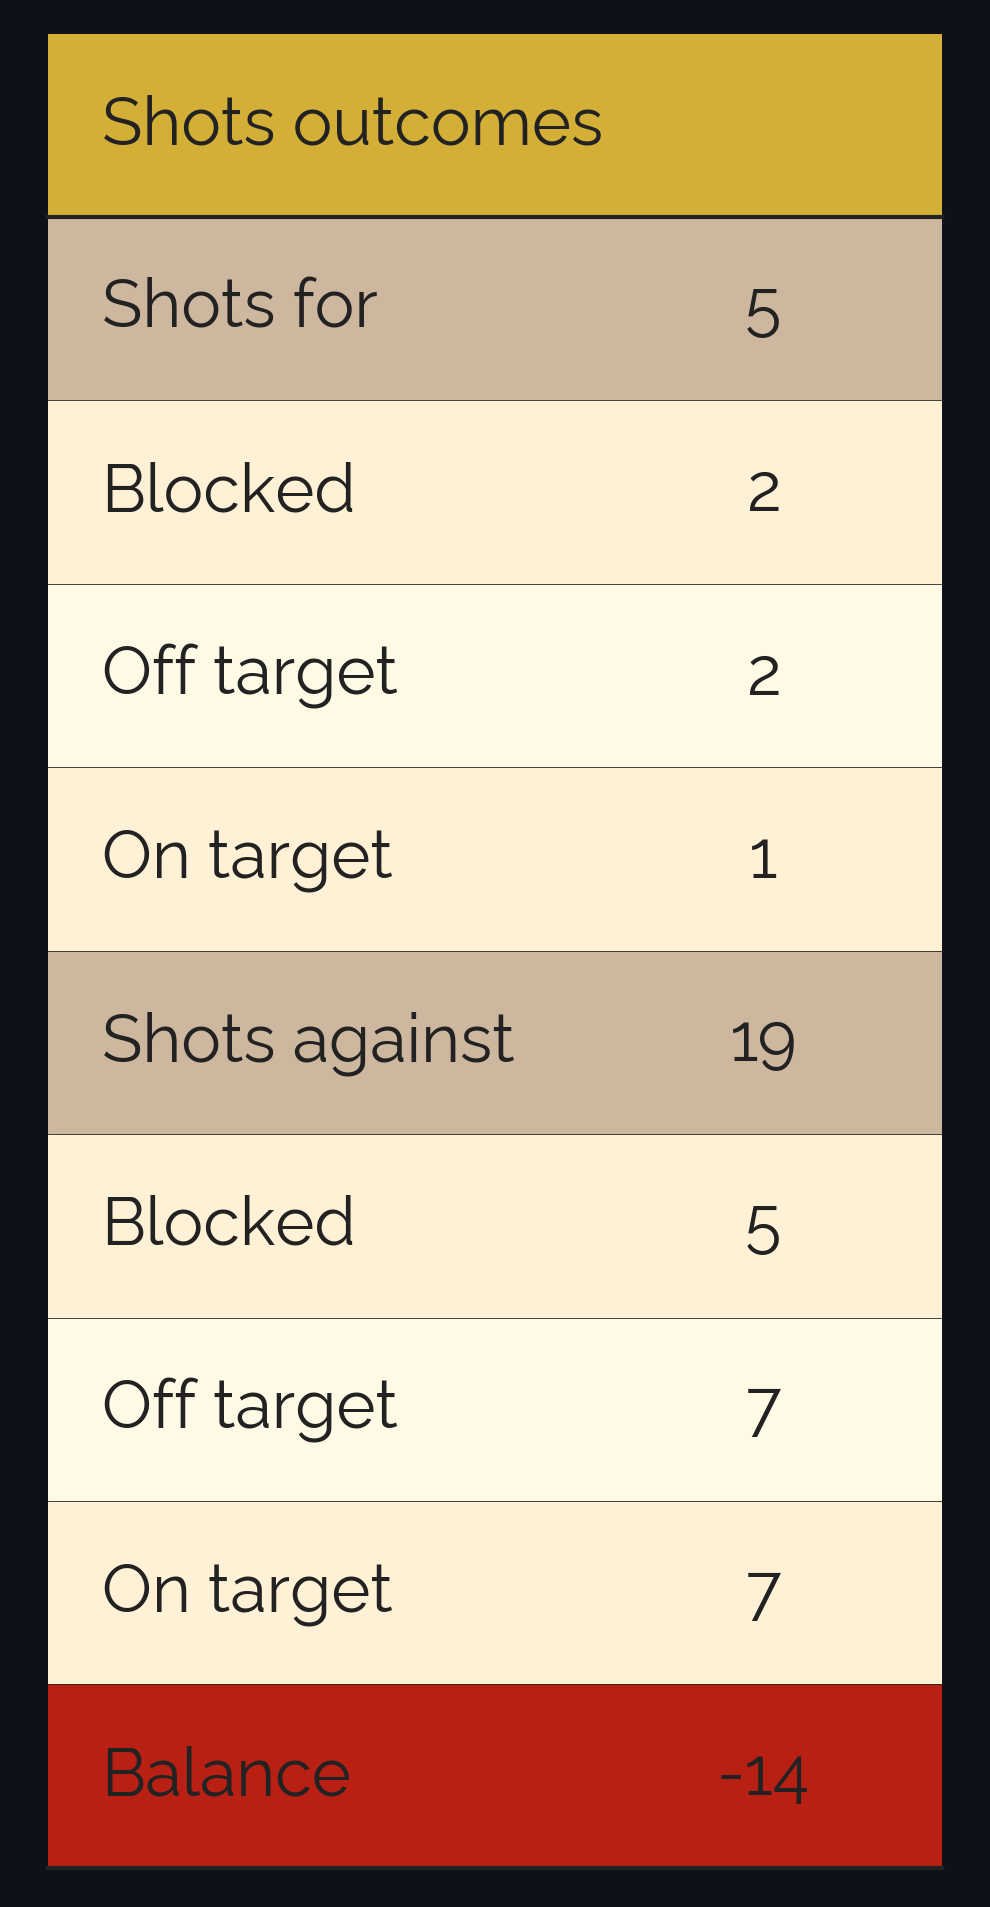 Shots outcomes
Shots for 5
Blocked 2
Off target 2
On target 1
Shots against 19
Blocked 5
Off target 7
On target 7
Balance -14